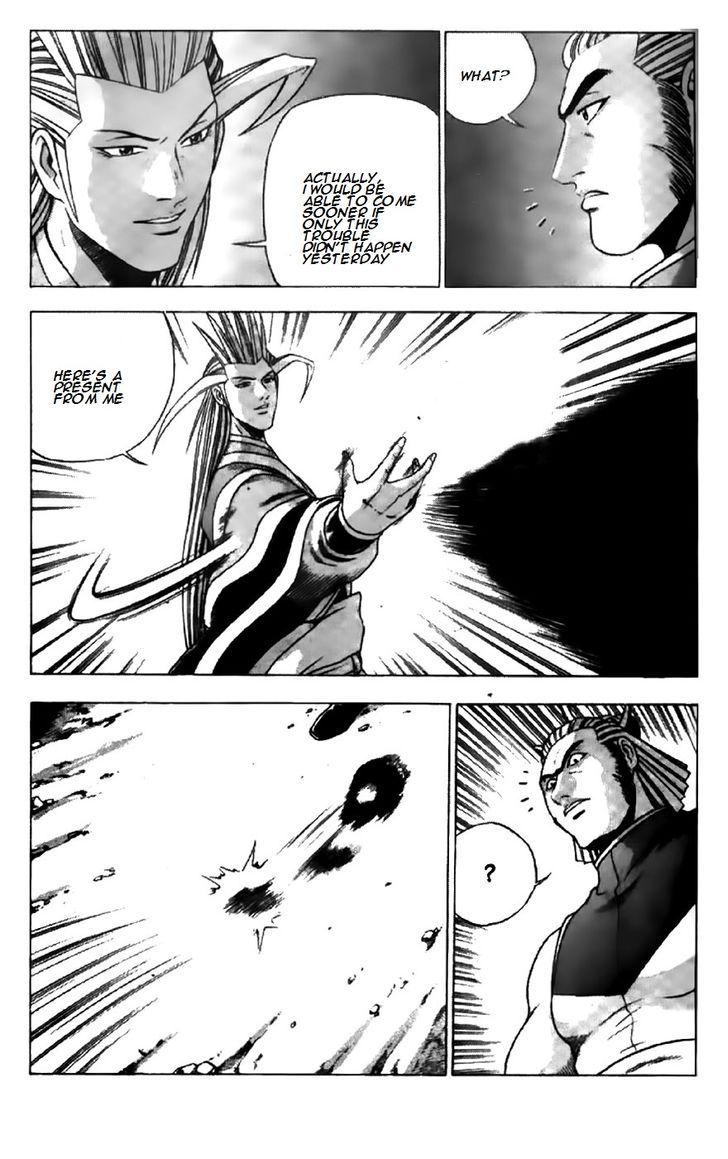 ACTUALLY,
I WOULD BE
ABLE TO COME
SOONER IF
ONLY THIS
TROUBLE
DIDN'T HAPPEN
YESTERDAY
WHAT?
HERE'S A
PRESENT
FROM ME
?